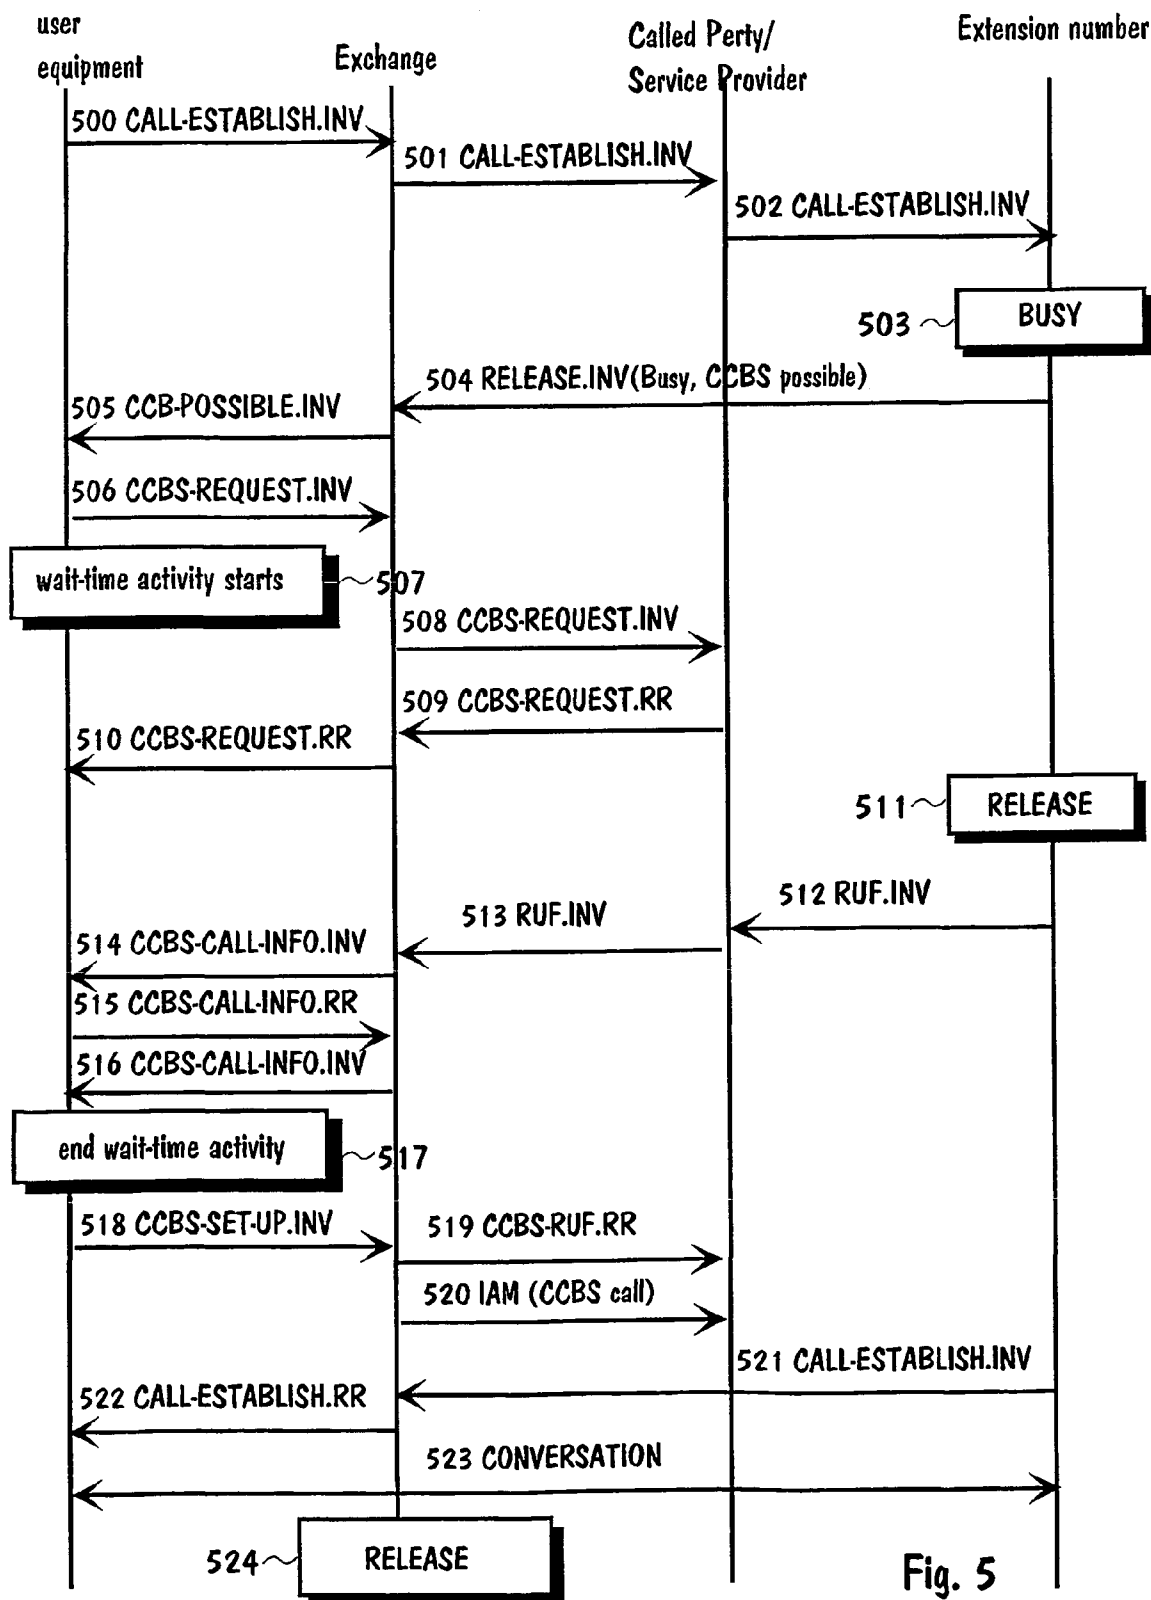 user
equipment
Exchange
Called Perty/
Service Provider
Extension number
500 CALL-ESTABLISH.INV
501 CALL-ESTABLISH.INV
502 CALL-ESTABLISH.INV
503
BUSY
504 RELEASE.INV(Busy, CCBS possible)
505 CCB-POSSIBLE.INV
506 CCBS-REQUEST.INV
wait-time activity starts
507
508 CCBS-REQUEST.INV
509 CCBS-REQUEST.RR
510 CCBS-REQUEST.RR
511
RELEASE
512 RUF.INV
513 RUF.INV
514 CCBS-CALL-INFO.INV
515 CCBS-CALL-INFO.RR
516 CCBS-CALL-INFO.INV
end wait-time activity
517
518 CCBS-SET-UP.INV
519 CCBS-RUF.RR
520 IAM (CCBS call)
521 CALL-ESTABLISH.INV
522 CALL-ESTABLISH.RR
523 CONVERSATION
524
RELEASE
Fig. 5